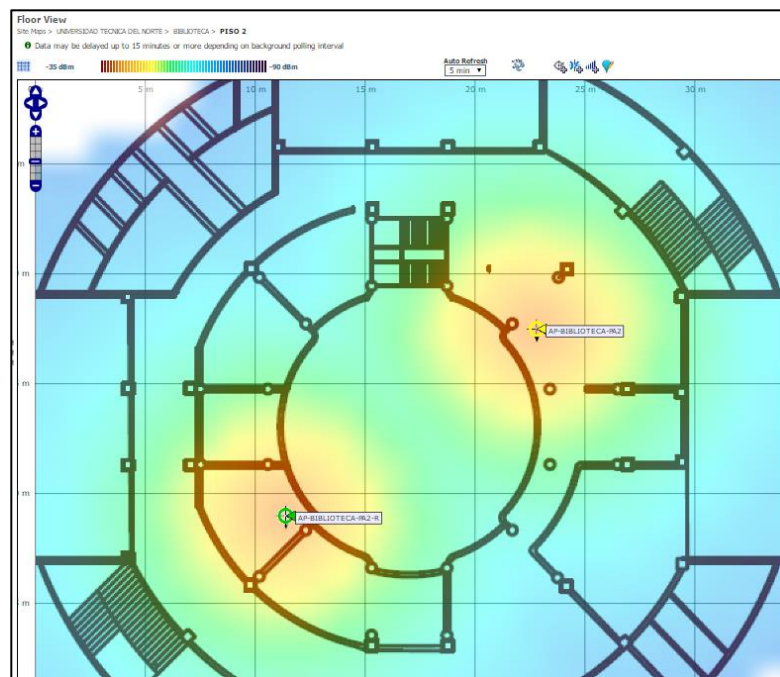 Floor View
Site Maps > UNIVERSIDAD TECNICA DEL NORTE > BIBLIOTECA > PISO 2
Data may be delayed up to 15 minutes or more depending on background polling interval
-35 dBm
-90 dBm
Auto Refresh
5 min
5 m
10 m
15 m
20 m
25 m
30 m
m
m
AP-BIBLIOTECA-PA2
m
m
AP-BIBLIOTECA-PA2-R
m